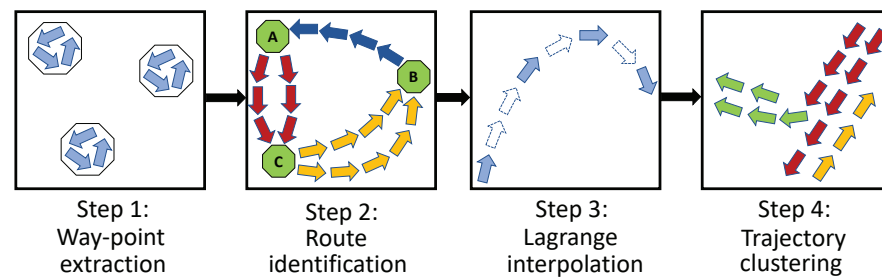 A
B
C
Step 1:
Way-point
extraction
Step 2:
Route
identification
Step 3:
Lagrange
interpolation
Step 4:
Trajectory
clustering